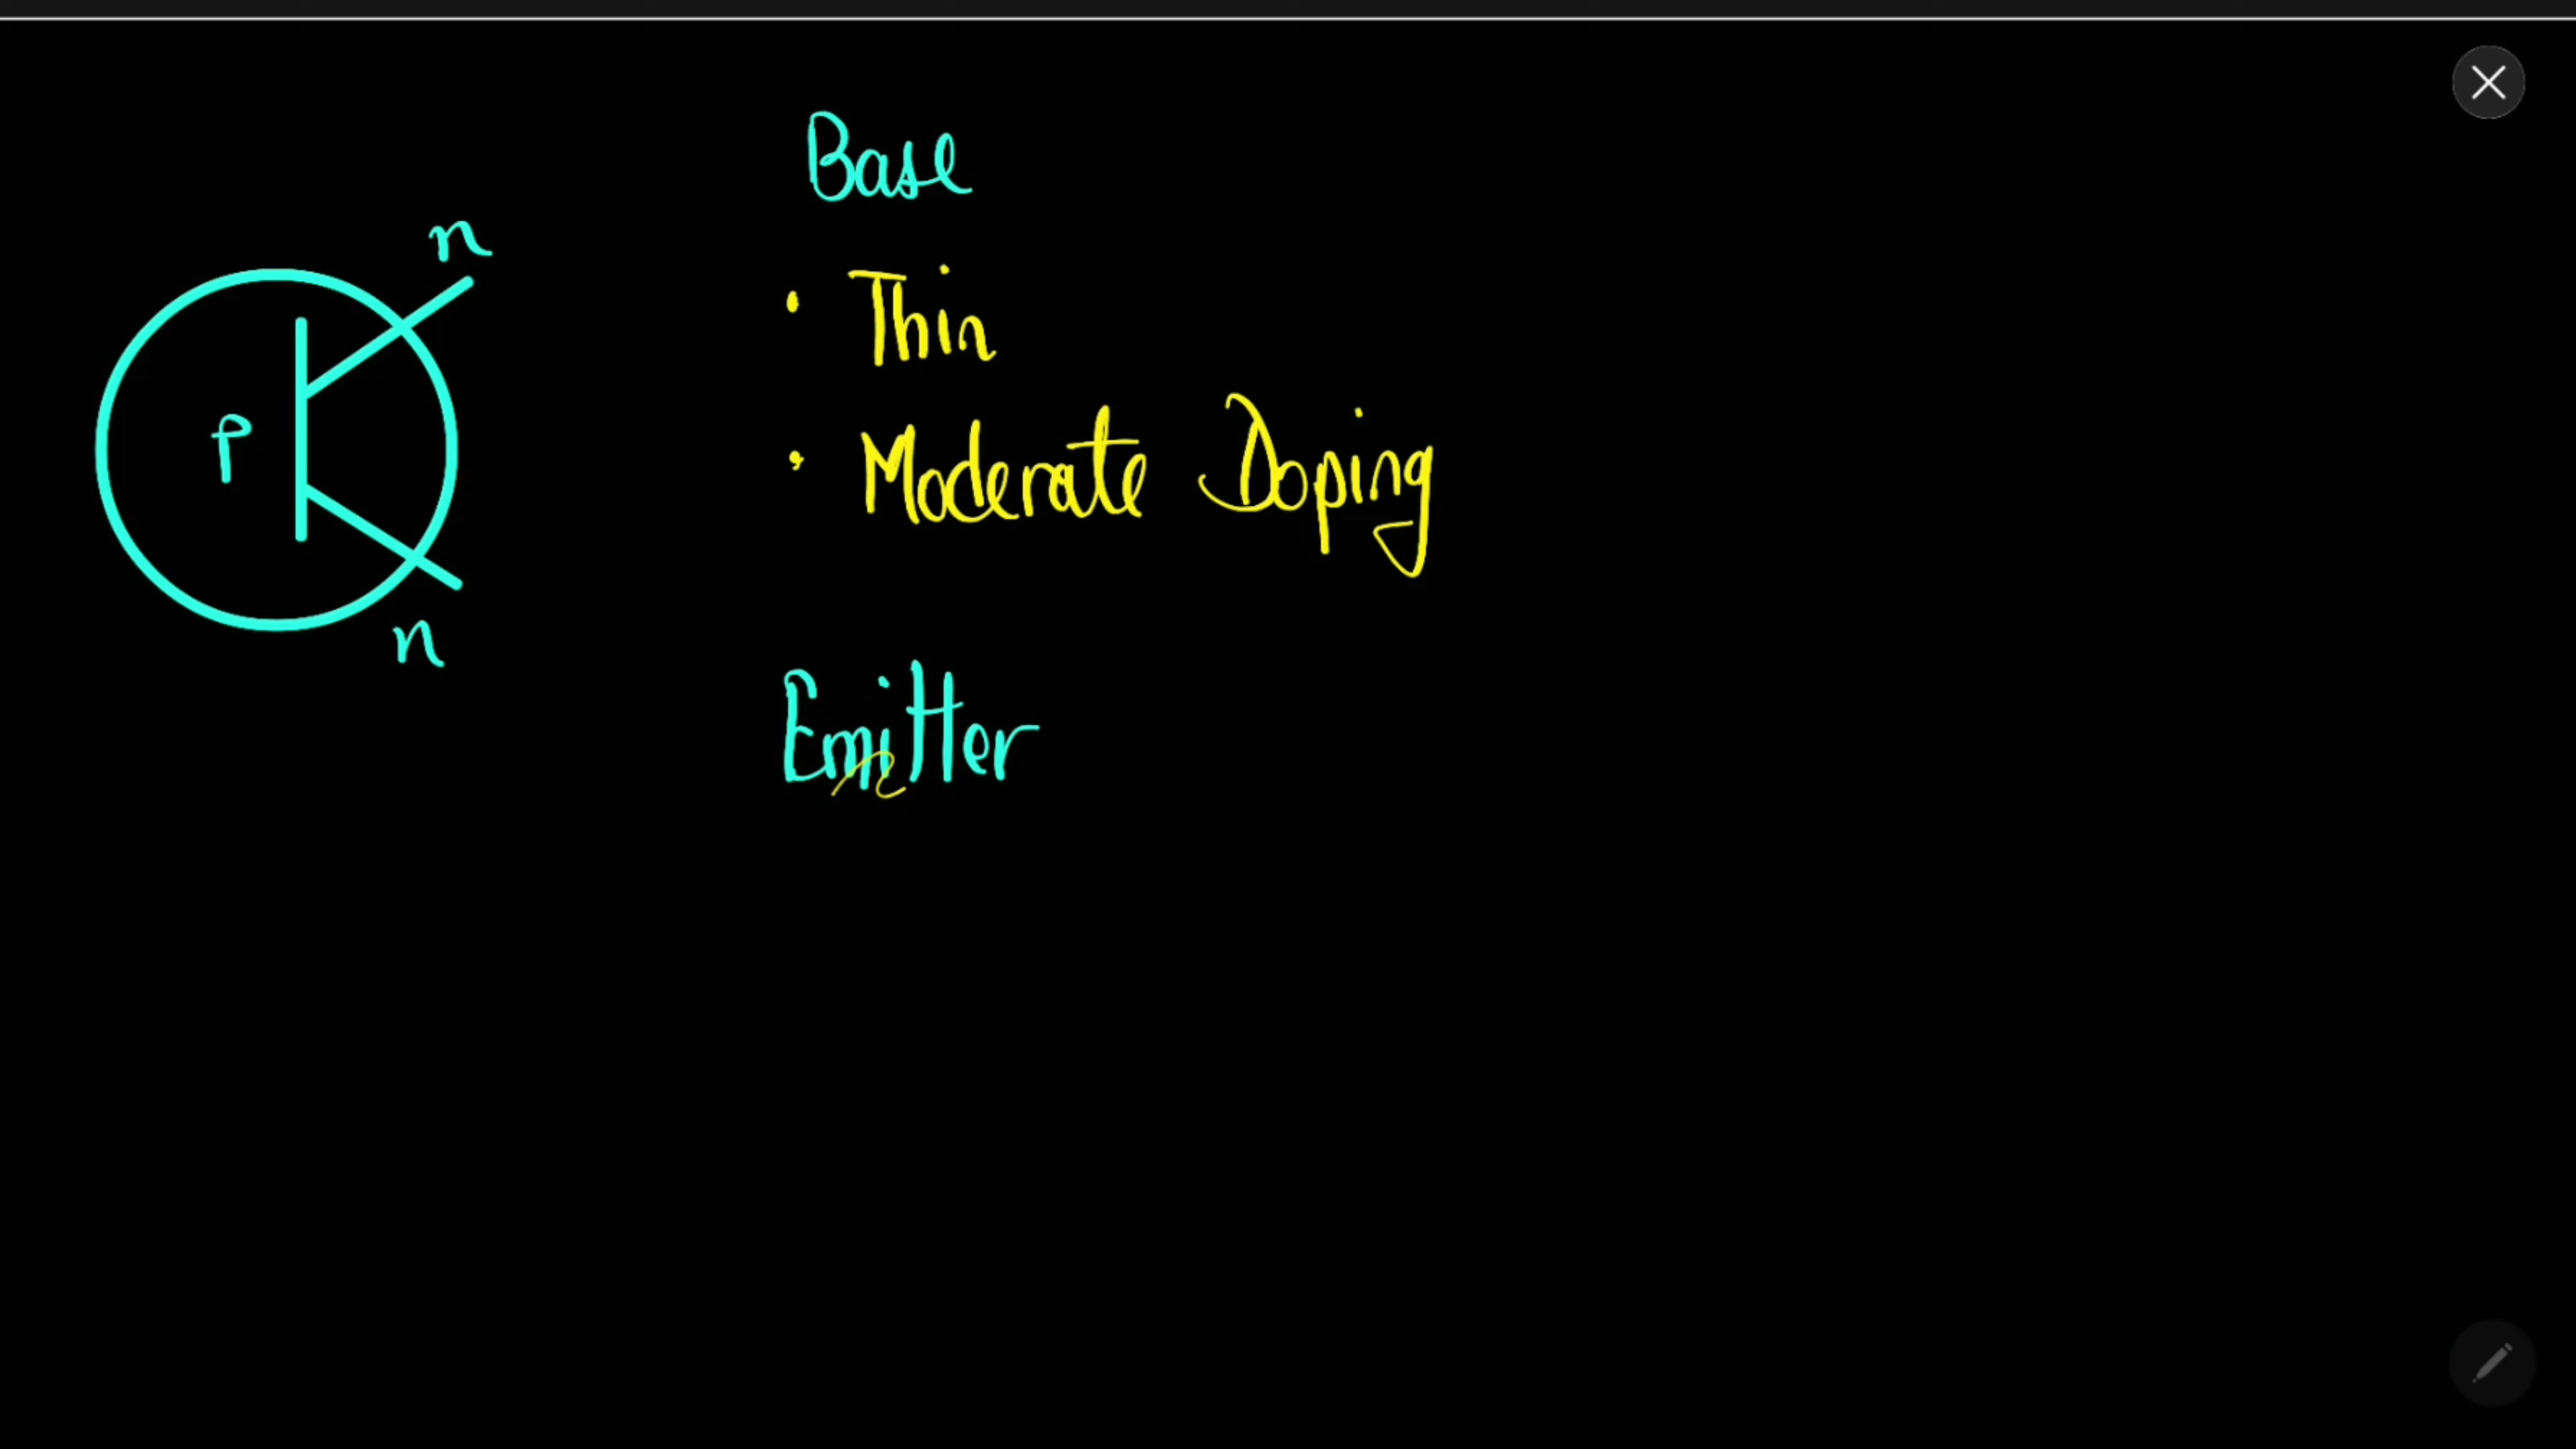 Base
n
• Thin
P
• Moderate Doping
n
Emitter